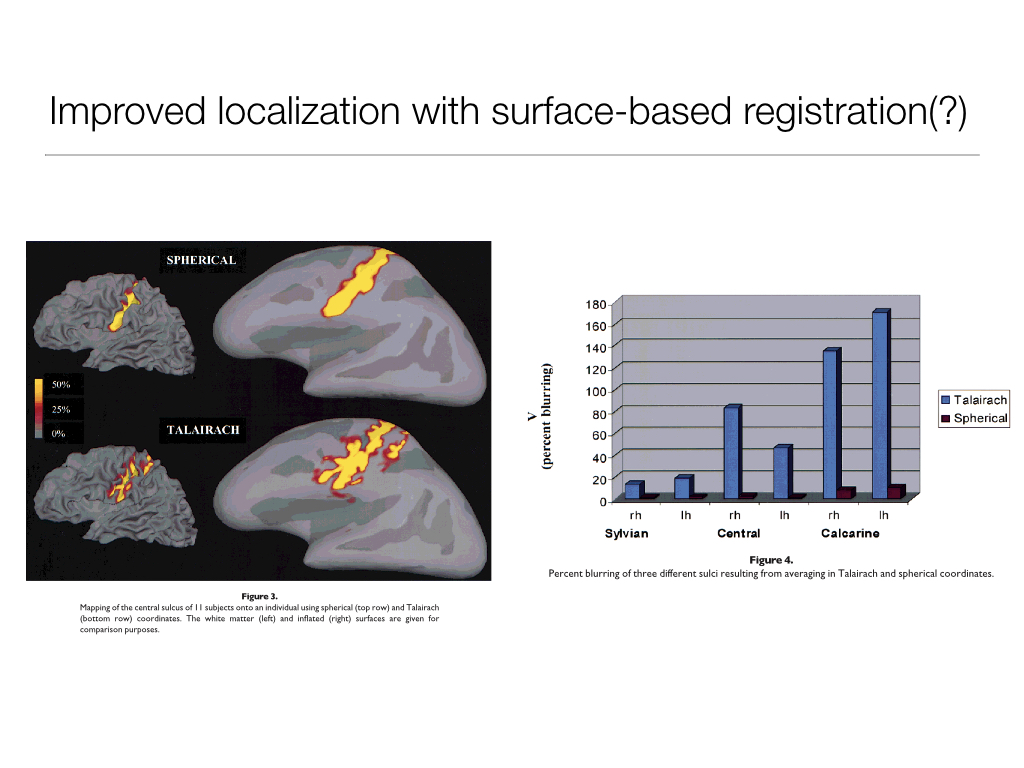 Improved localization with surface-based registration(?)
SPHERICAL
50%
25%
0%
TALAIRACH
Figure 3.
Mapping of the central sulcus of 11 subjects onto an individual using spherical (top row) and Talairach
(bottom row) coordinates. The white matter (left) and inflated (right) surfaces are given for
comparison purposes.
V
(percent blurring)
180
160
140
120
100
80
60
40
20
0
rh lh rh lh rh lh
Sylvian Central Calcarine
Talairach
Spherical
Figure 4.
Percent blurring of three different sulci resulting from averaging in Talairach and spherical coordinates.